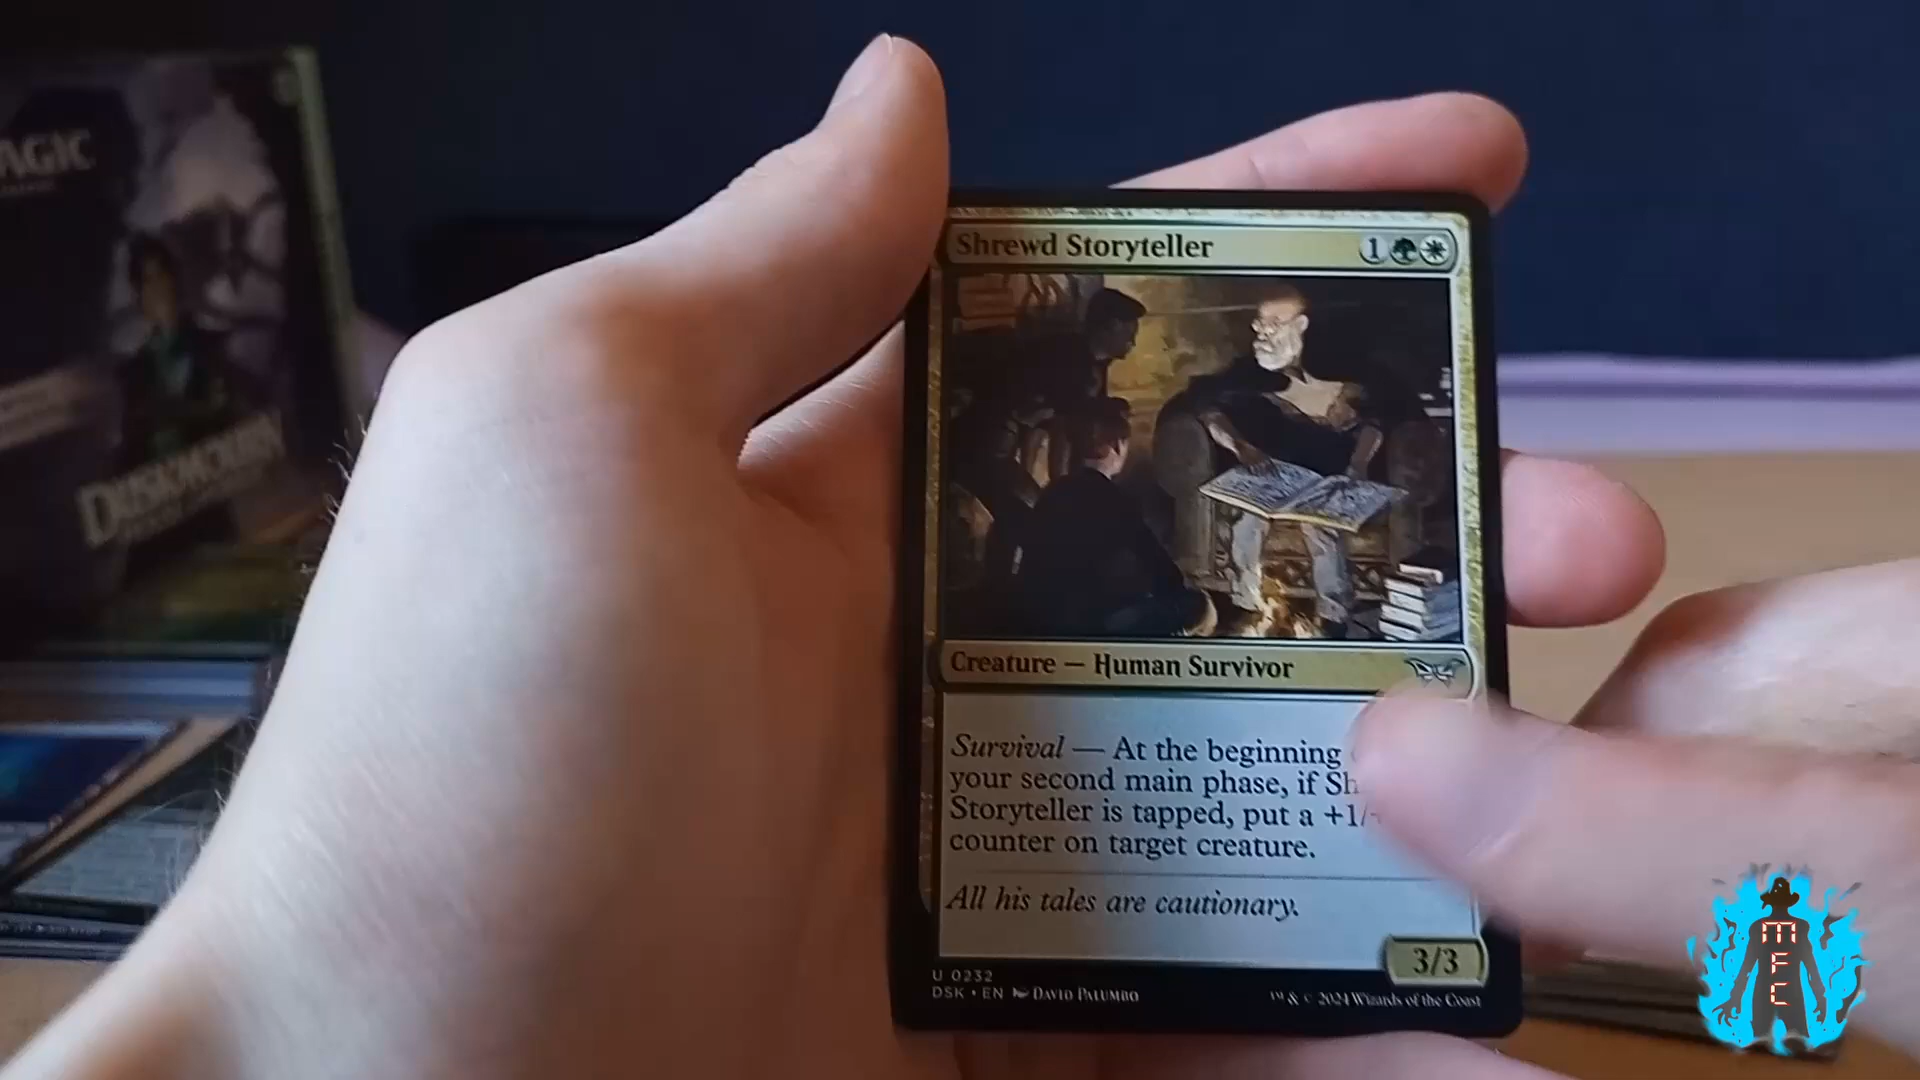 AGIC
DUSKMOURN
Shrewd Storyteller
1
Creature — Human Survivor
Survival — At the beginning
your second main phase, if Sh
Storyteller is tapped, put a +1/
counter on target creature.
All his tales are cautionary.
3/3
U 0232
DSK • EN DAVID PALUMBO
™ & © 2024 Wizards of the Coast
MFC